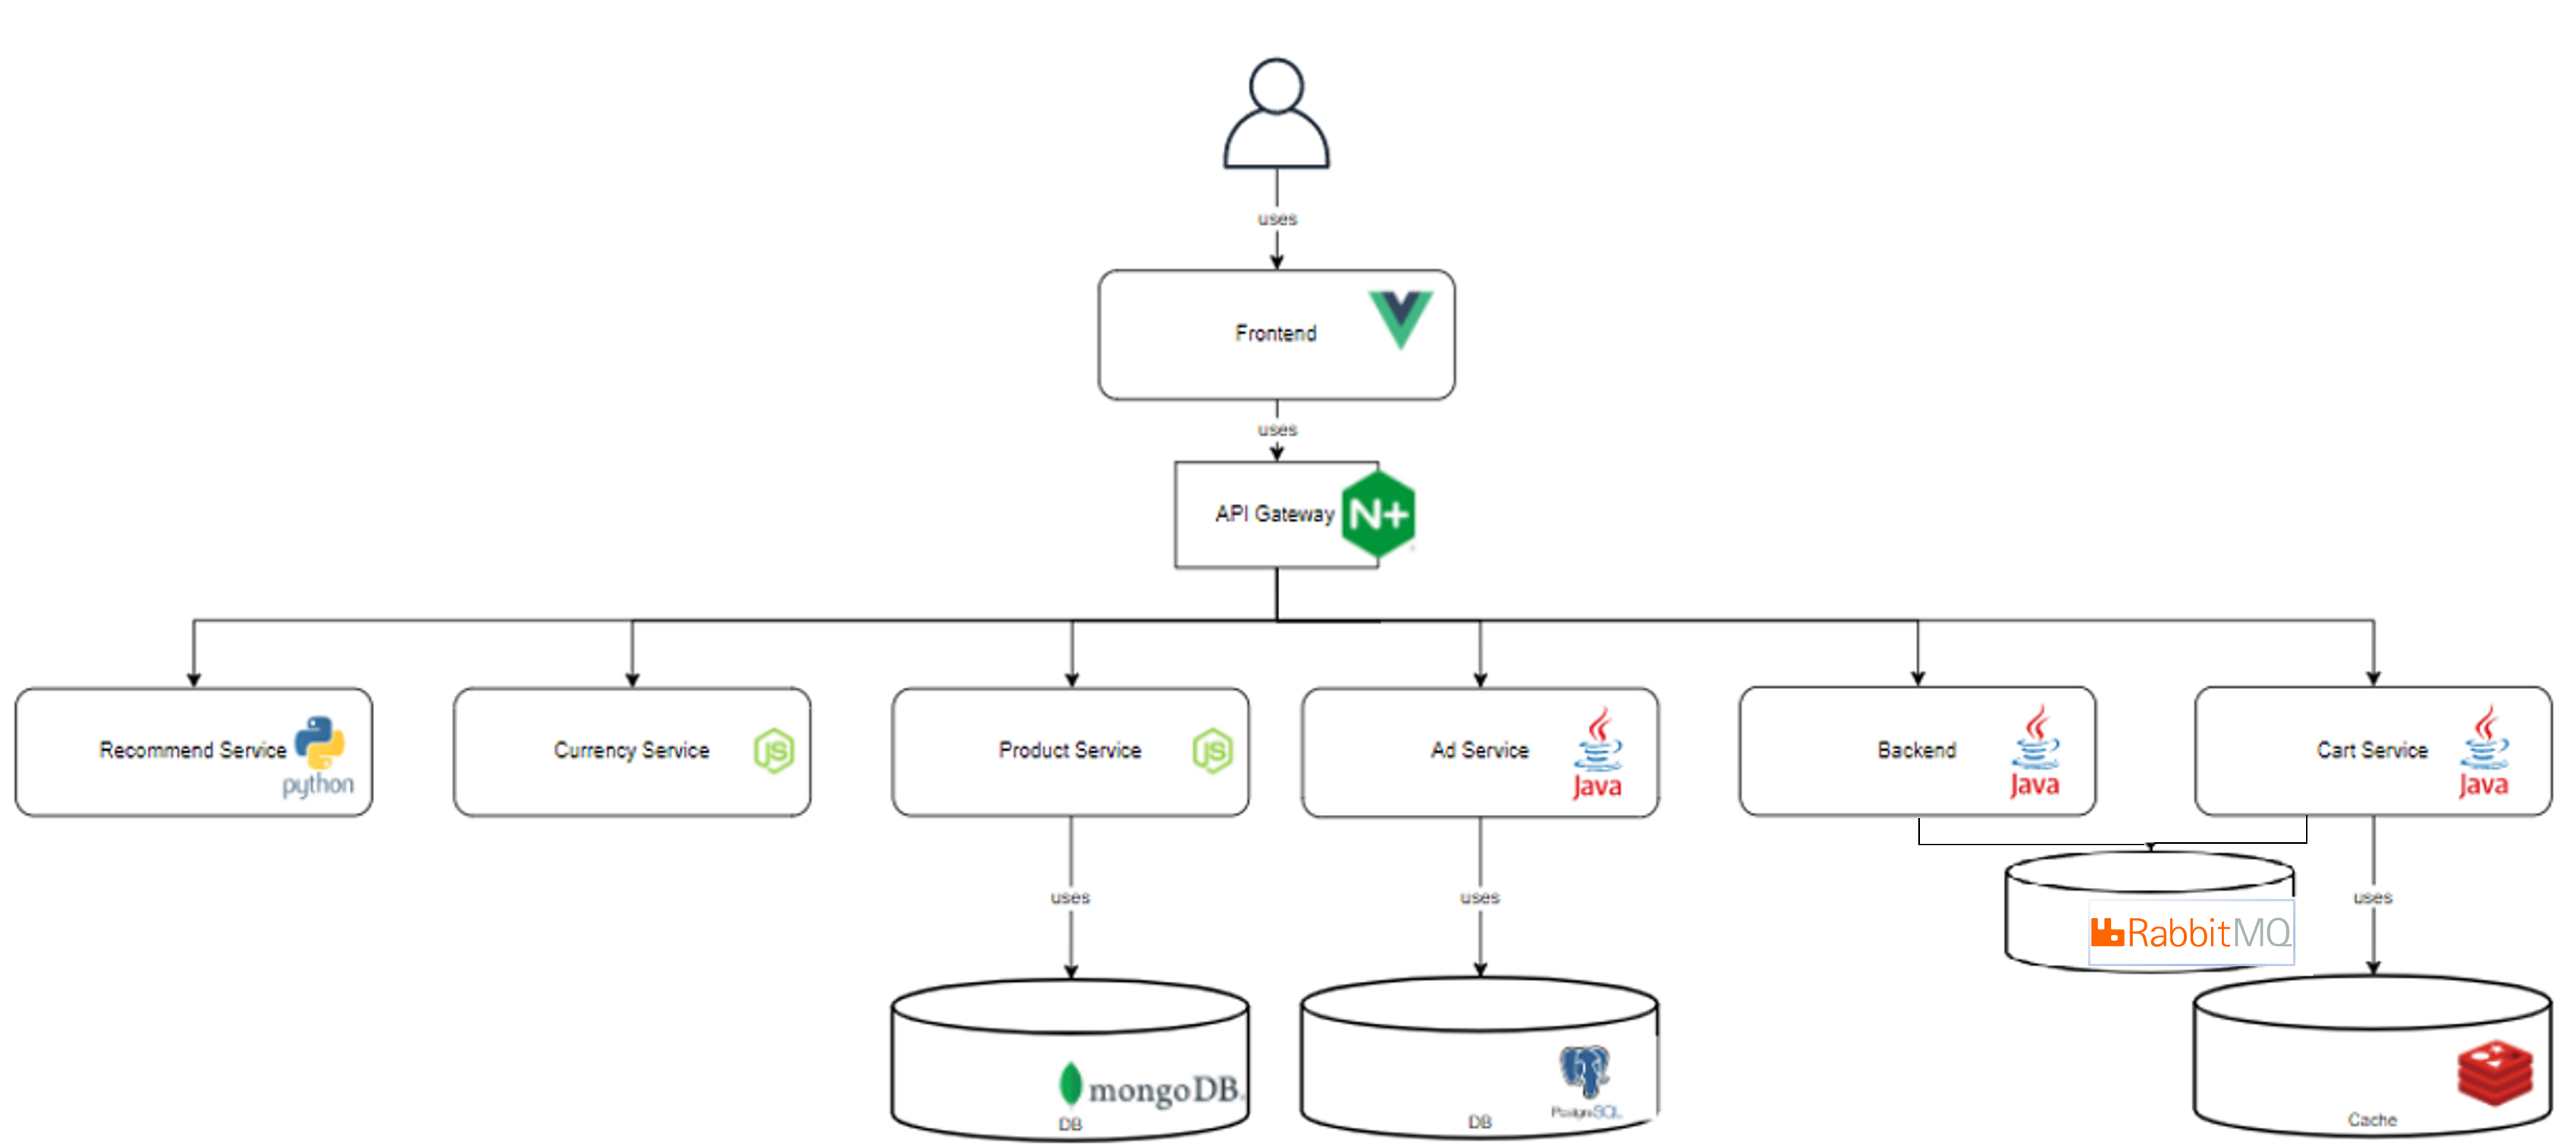 uses
Frontend
uses
API Gateway
N+
Recommend Service
python
Currency Service
JS
Product Service
JS
Ad Service
Java
Backend
Java
Cart Service
Java
uses
uses
uses
RabbitMQ
mongoDB
DB
PostgreSQL
DB
Cache